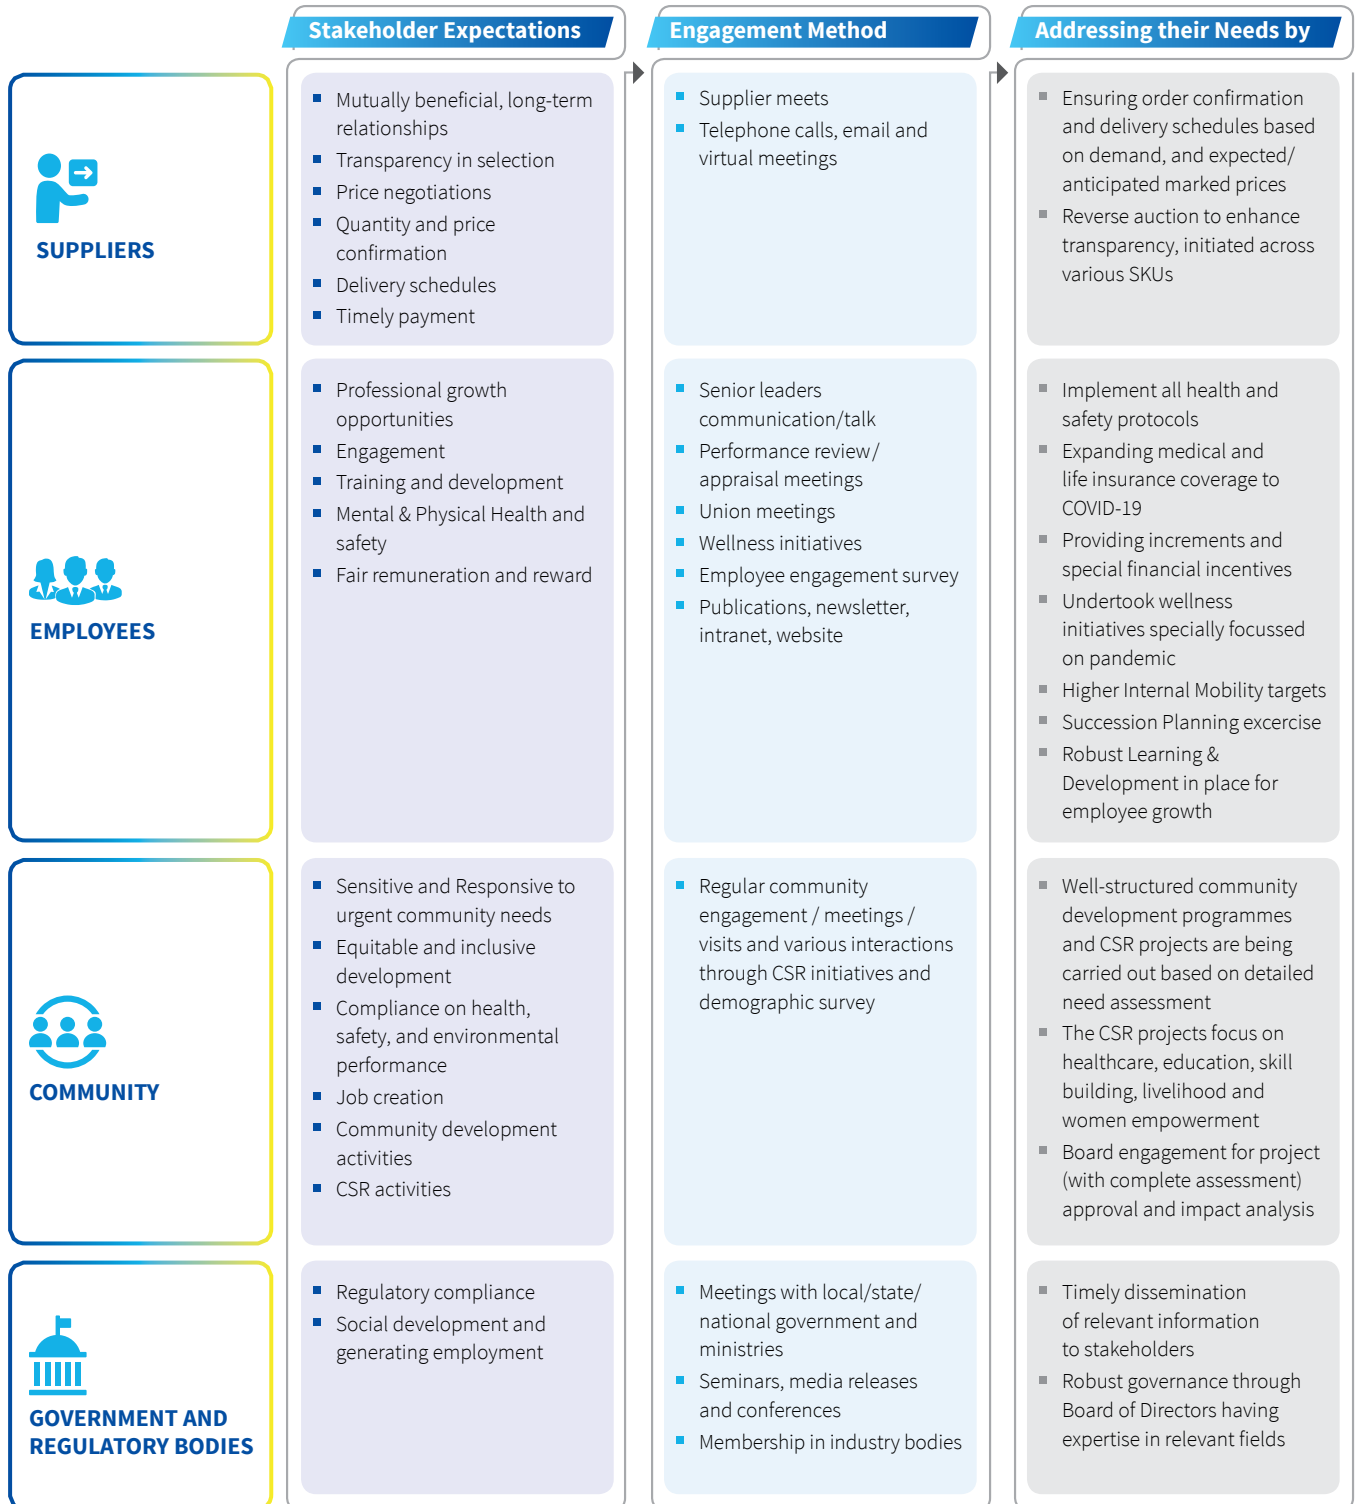 Stakeholder Expectations
Engagement Method
Addressing their Needs by
SUPPLIERS
Mutually beneficial, long-term
relationships
Transparency in selection
Price negotiations
Quantity and price
confirmation
Delivery schedules
Timely payment
Supplier meets
Telephone calls, email and
virtual meetings
Ensuring order confirmation
and delivery schedules based
on demand, and expected/
anticipated marked prices
Reverse auction to enhance
transparency, initiated across
various SKUs
EMPLOYEES
Professional growth
opportunities
Engagement
Training and development
Mental & Physical Health and
safety
Fair remuneration and reward
Senior leaders
communication/talk
Performance review/
appraisal meetings
Union meetings
Wellness initiatives
Employee engagement survey
Publications, newsletter,
intranet, website
Implement all health and
safety protocols
Expanding medical and
life insurance coverage to
COVID-19
Providing increments and
special financial incentives
Undertook wellness
initiatives specially focussed
on pandemic
Higher Internal Mobility targets
Succession Planning excercise
Robust Learning &
Development in place for
employee growth
COMMUNITY
Sensitive and Responsive to
urgent community needs
Equitable and inclusive
development
Compliance on health,
safety, and environmental
performance
Job creation
Community development
activities
CSR activities
Regular community
engagement / meetings /
visits and various interactions
through CSR initiatives and
demographic survey
Well-structured community
development programmes
and CSR projects are being
carried out based on detailed
need assessment
The CSR projects focus on
healthcare, education, skill
building, livelihood and
women empowerment
Board engagement for project
(with complete assessment)
approval and impact analysis
GOVERNMENT AND
REGULATORY BODIES
Regulatory compliance
Social development and
generating employment
Meetings with local/state/
national government and
ministries
Seminars, media releases
and conferences
Membership in industry bodies
Timely dissemination
of relevant information
to stakeholders
Robust governance through
Board of Directors having
expertise in relevant fields